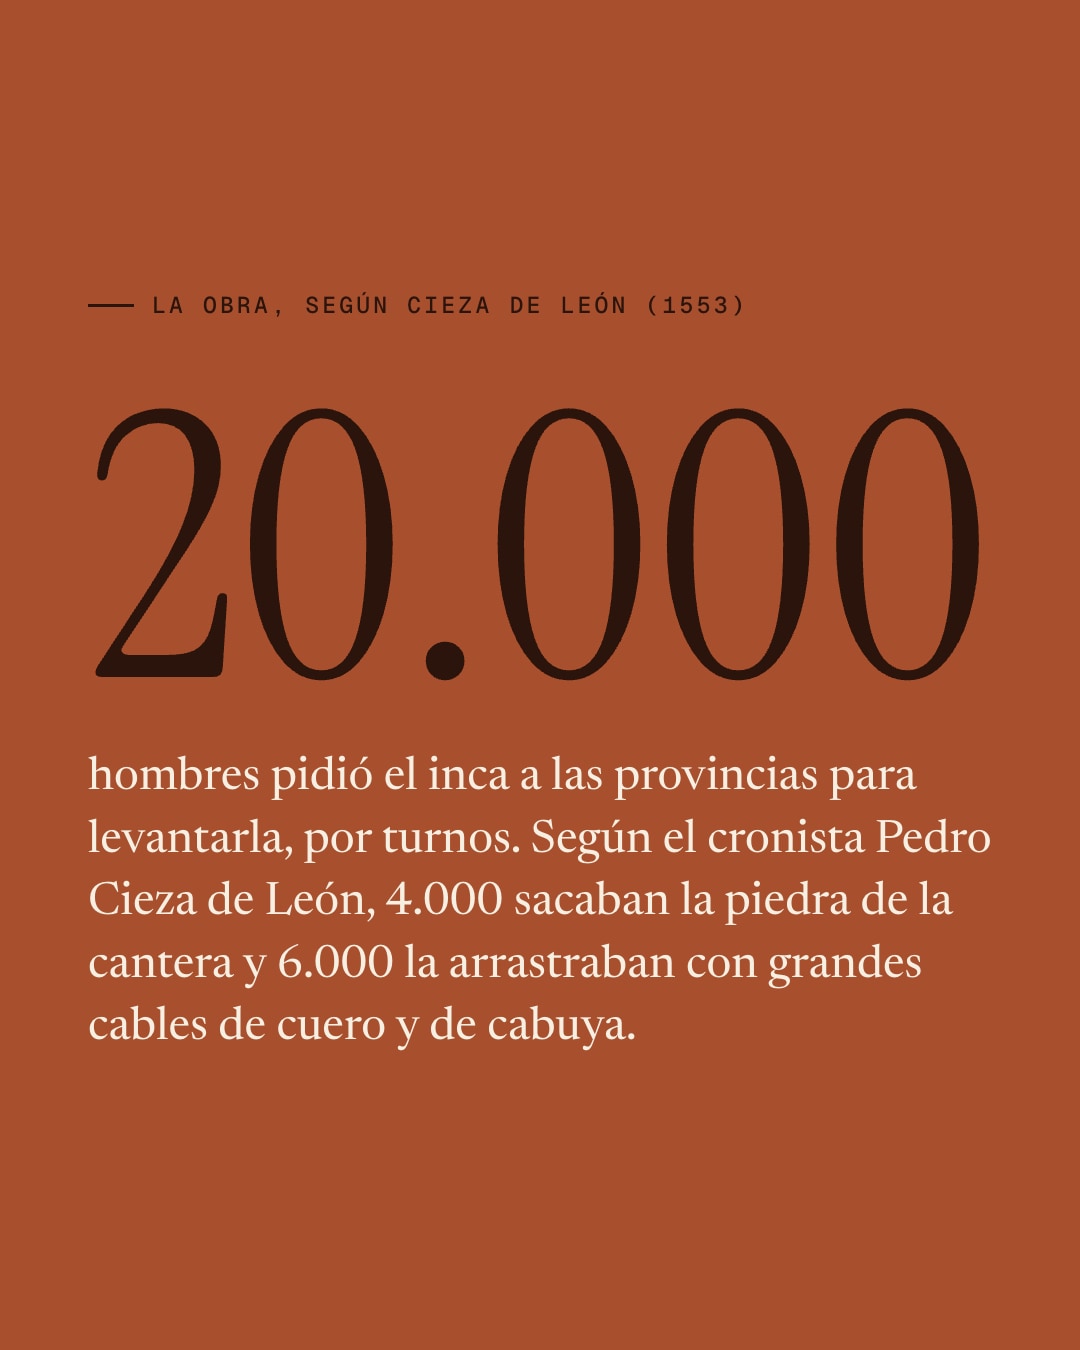 LA OBRA, SEGÚN CIEZA DE LEÓN (1553)
20.000
hombres pidió el inca a las provincias para
levantarla, por turnos. Según el cronista Pedro
Cieza de León, 4.000 sacaban la piedra de la
cantera y 6.000 la arrastraban con grandes
cables de cuero y de cabuya.